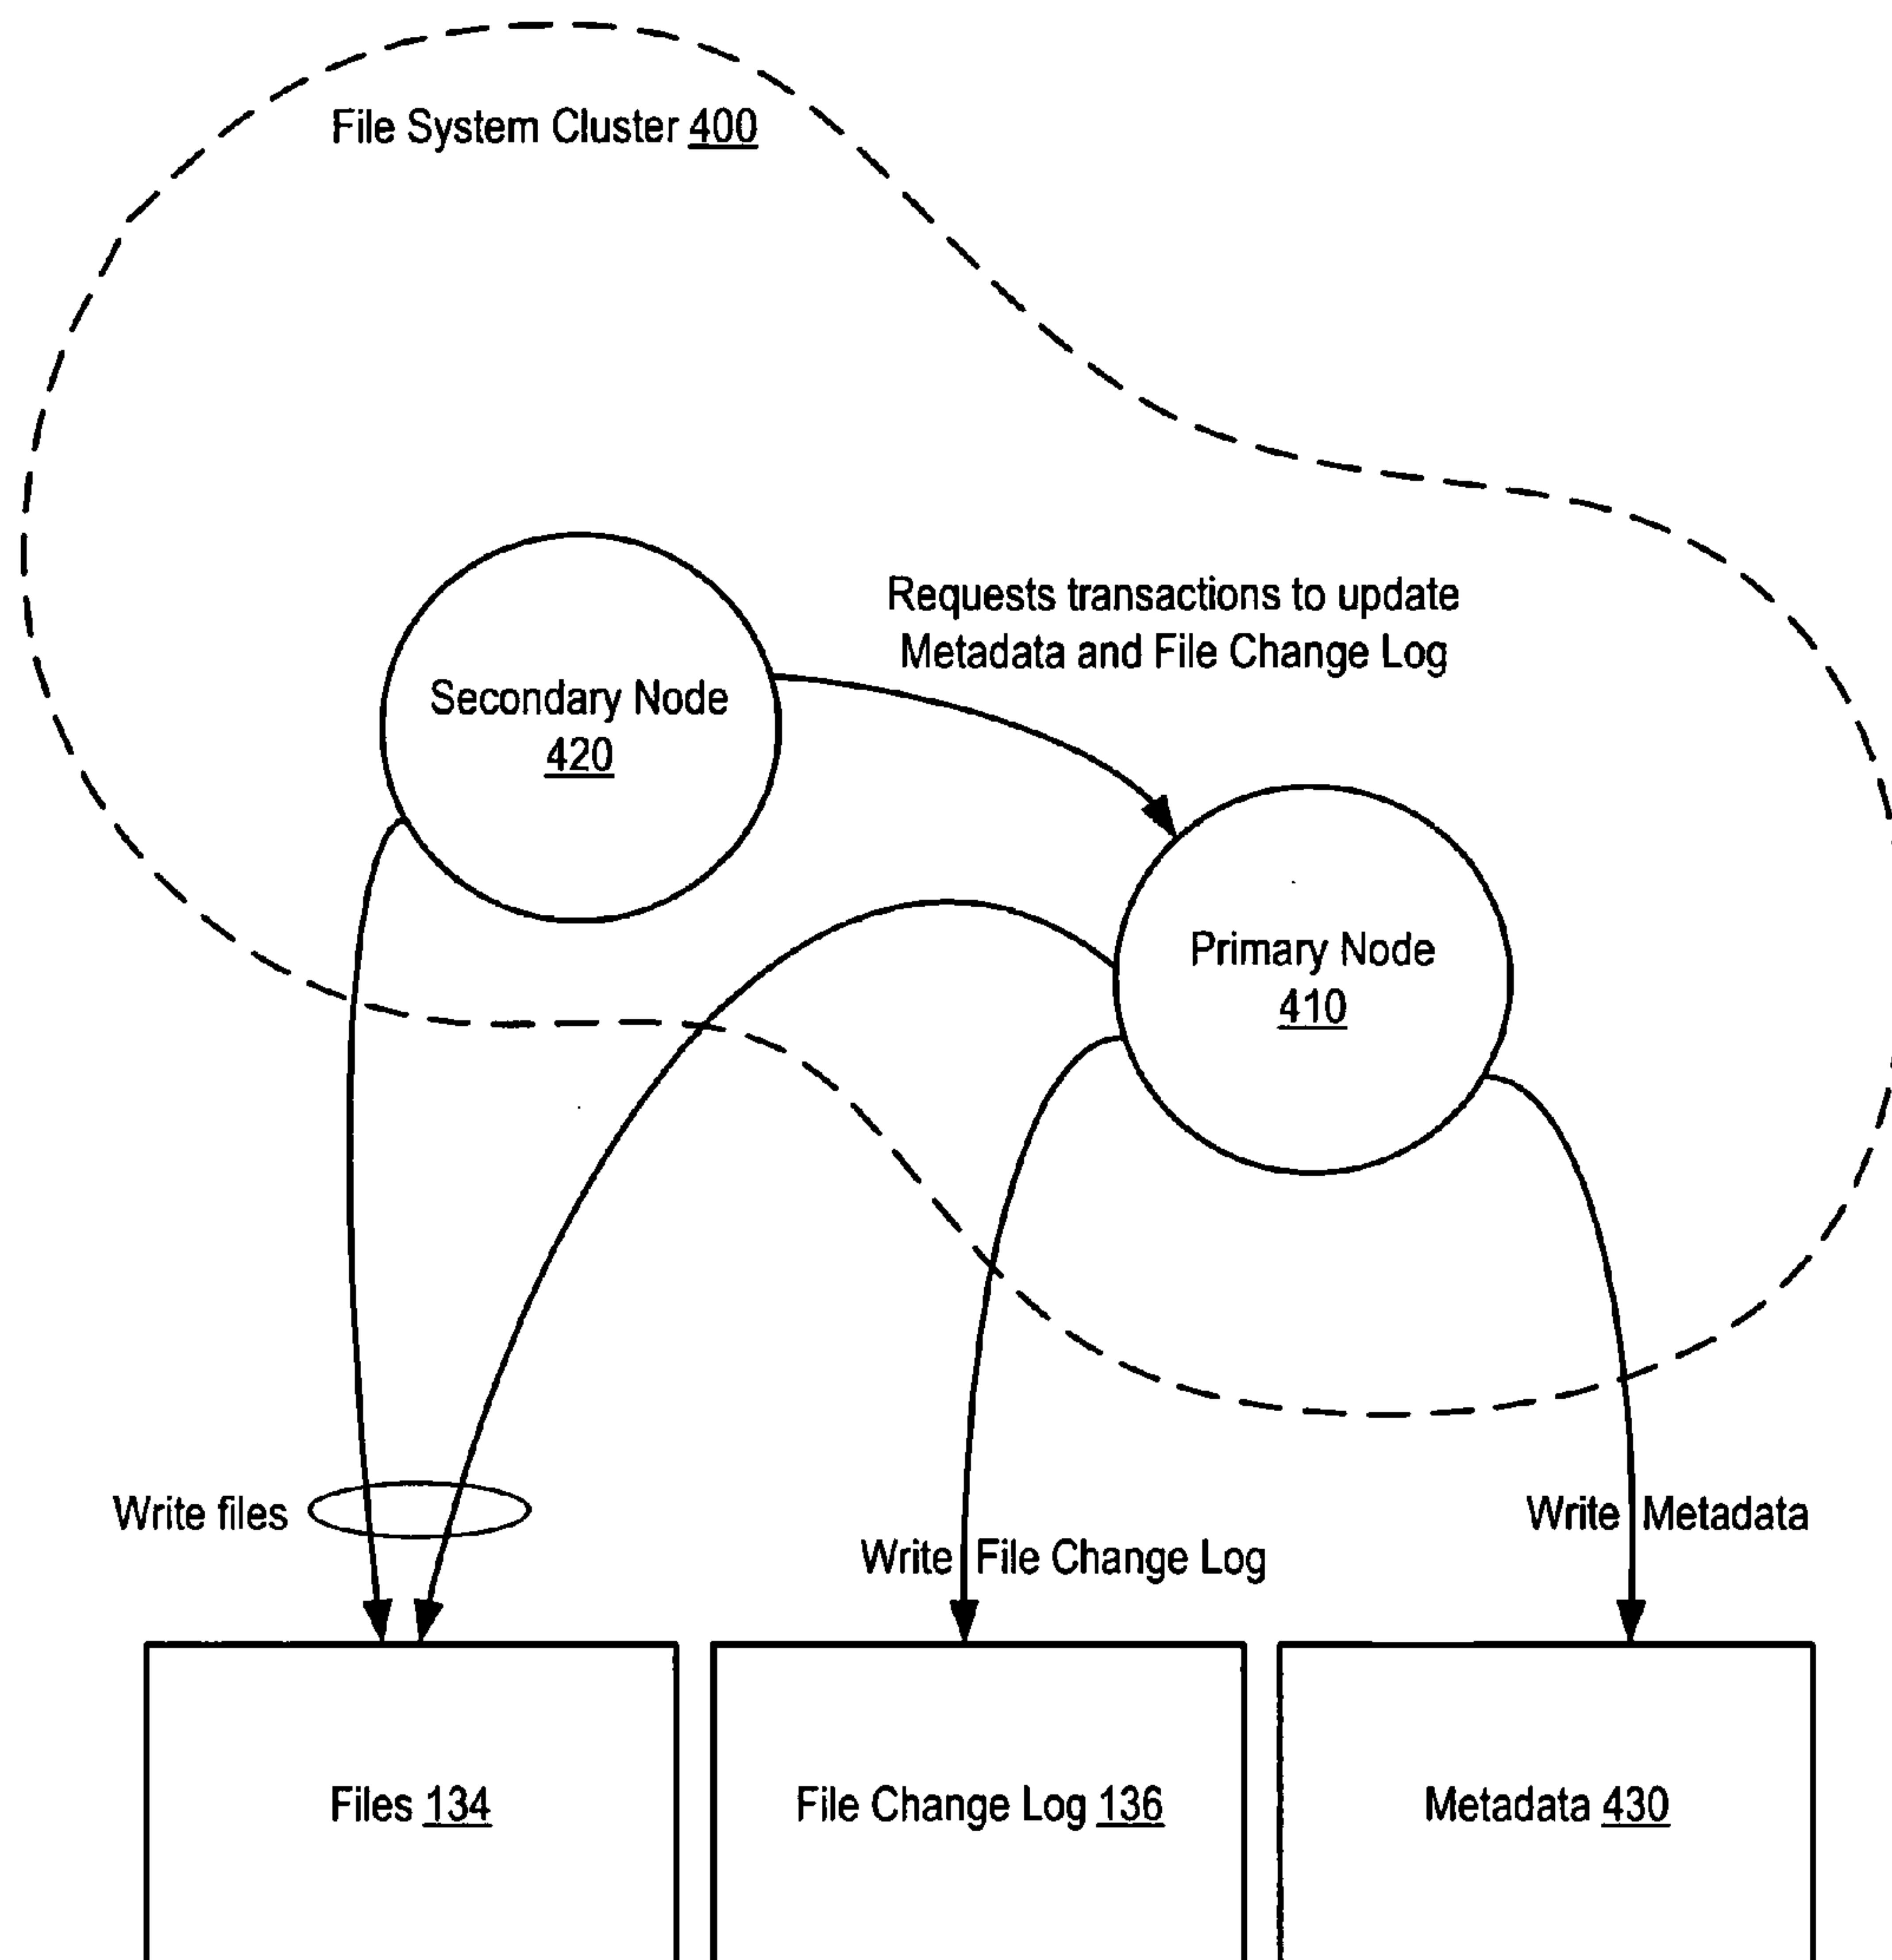 File System Cluster 400
Requests transactions to update
Metadata and File Change Log
Secondary Node
420
Primary Node
410
Write files
Write Metadata
Write File Change Log
Files 134
File Change Log 136
Metadata 430